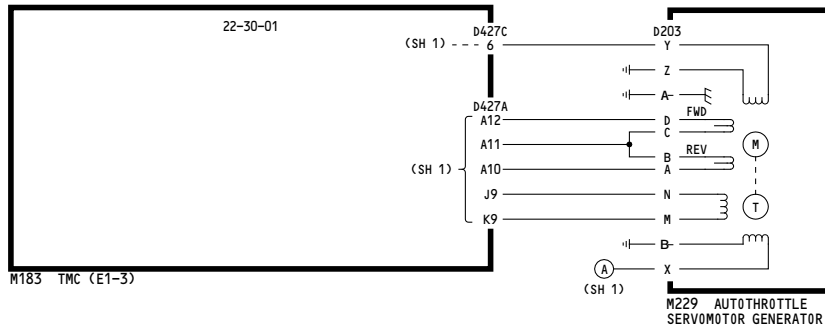 22-30-01
D427C
D203
(SH 1)
6
Y
Z
A-
D427A
FWD
A12
D
C
A11
B
REV
(SH 1)
A10
A
M
J9
N
K9
M
T
B-
A
X
(SH 1)
M183 TMC (E1-3)
M229 AUTOTHROTTLE
SERVOMOTOR GENERATOR